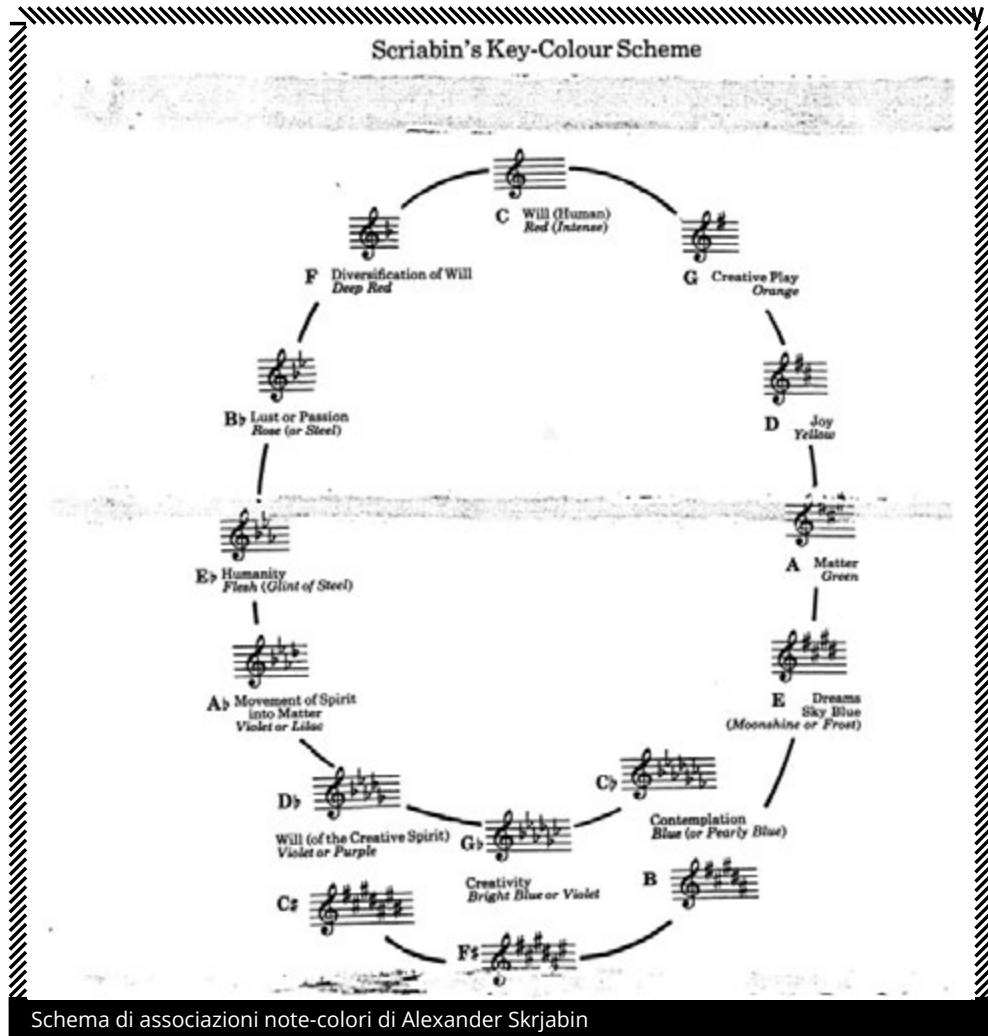 y
Scriabin's Key-Colour Scheme
C Will (Human)
Red (Intense)
F Diversification of Will
Deep Red
G Creative Play
Orange
B♭ Lust or Passion
Rose (or Steel)
D Joy
Yellow
E♭ Humanity
Flesh (Glint of Steel)
A Matter
Green
A♭ Movement of Spirit
into Matter
Violet or Lilac
E Dreams
Sky Blue
(Moonshine or Frost)
D♭
Will (of the Creative Spirit)
Violet or Purple
C♭
Contemplation
Blue (or Pearly Blue)
G♭
Creativity
Bright Blue or Violet
B
C♯
F♯
Schema di associazioni note-colori di Alexander Skrjabin